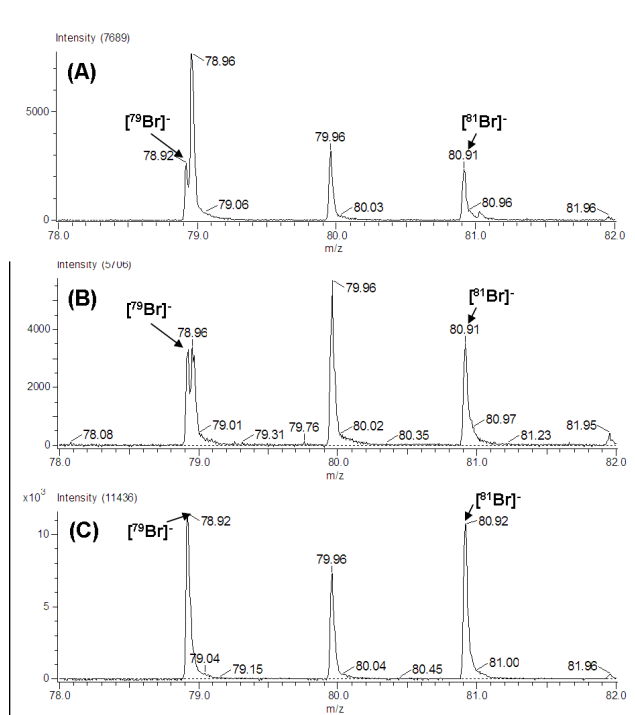 Intensity (7689)
(A)
78.96
[79Br]-
[81Br]-
5000
78.92
79.96
80.91
79.06
80.03
80.96
81.96
0
78.0 79.0 80.0 81.0 82.0
m/z
Intensity (5706)
(B)
79.96
[81Br]-
[79Br]-
78.96
80.91
4000
2000
78.08
79.01
79.31
79.76
80.02
80.35
80.97
81.23
81.95
0
78.0 79.0 80.0 81.0 82.0
m/z
x103 Intensity (11436)
[81Br]-
(C)
[79Br]-
78.92
80.92
10
79.96
5
79.04
79.15
80.04
80.45
81.00
81.96
0
78.0 79.0 80.0 81.0 82.0
m/z